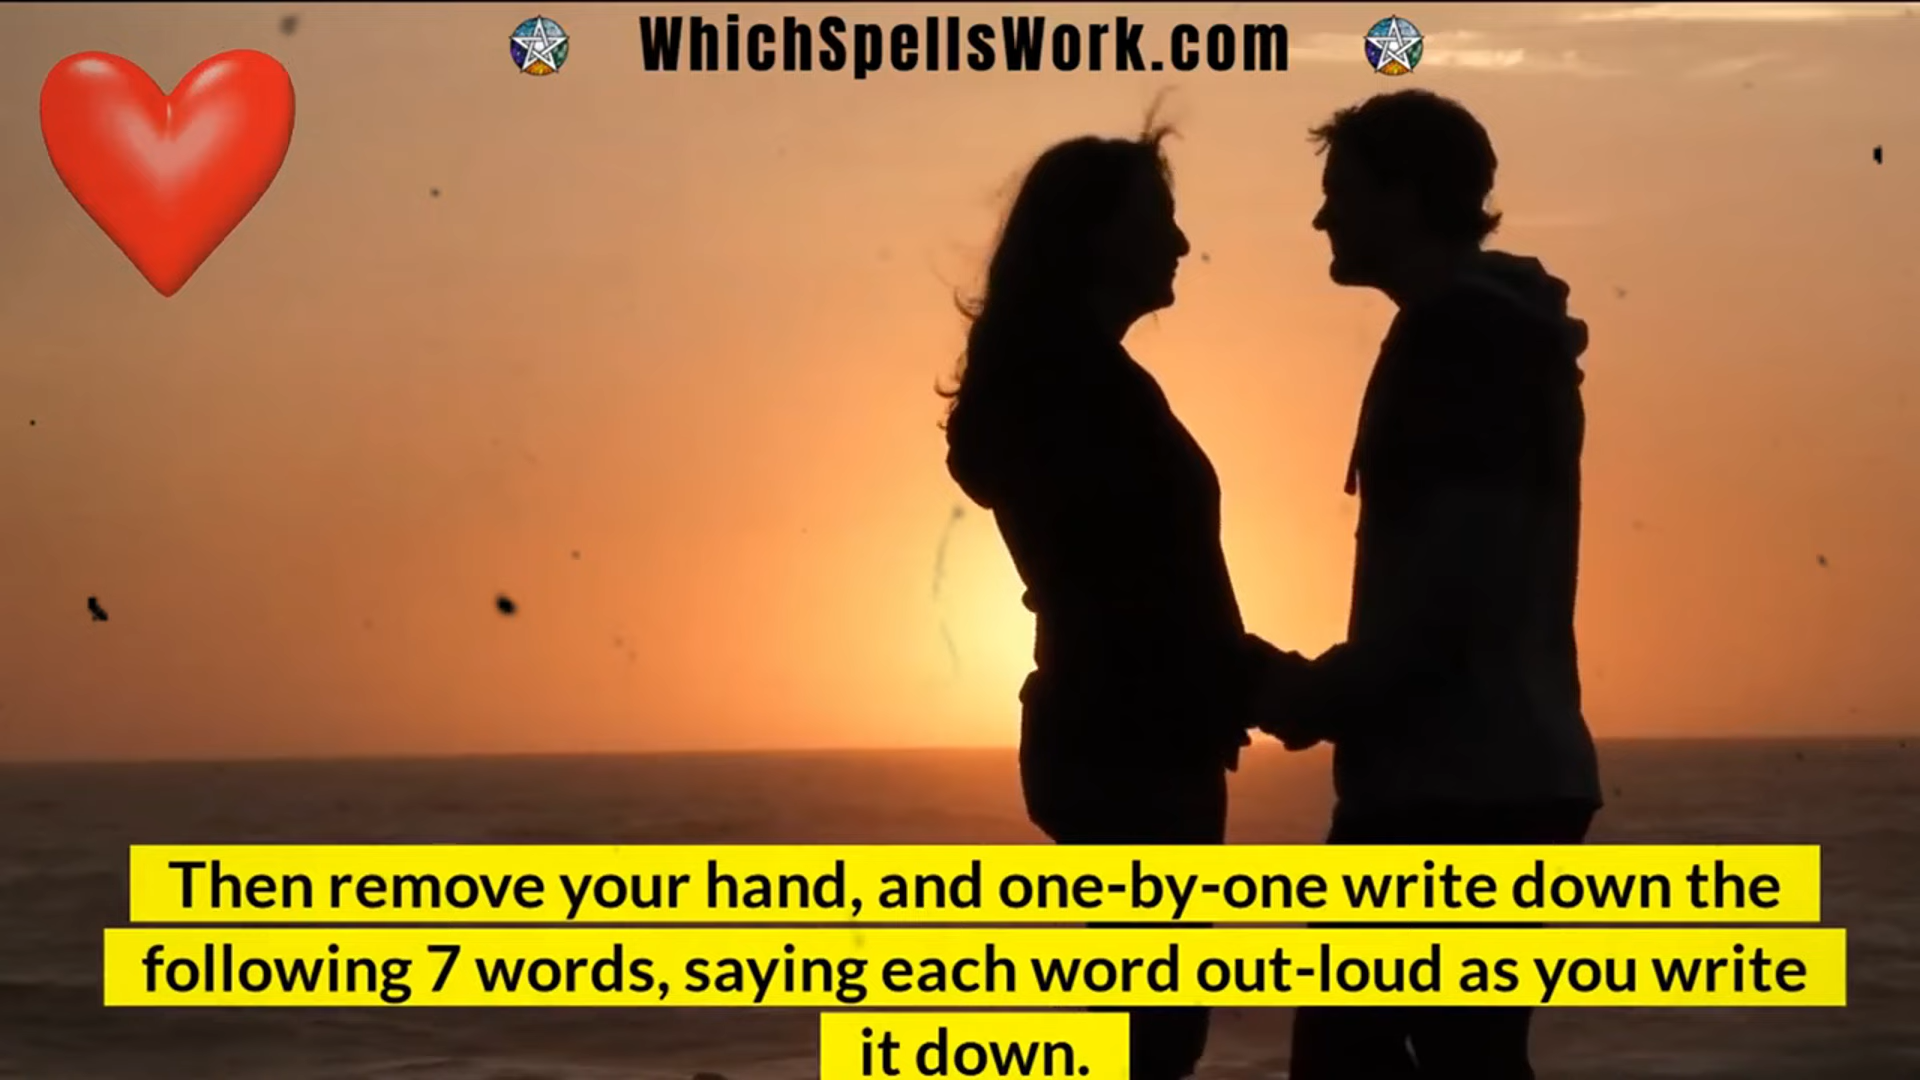 WhichSpellsWork.com
Then remove your hand, and one-by-one write down the
following 7 words, saying each word out-loud as you write
it down.